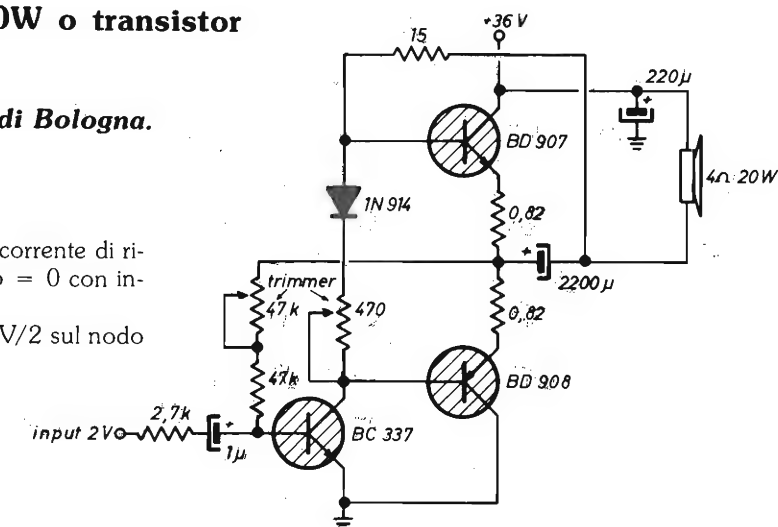 0W o transistor
di Bologna.
corrente di ri-
= 0 con in-
V/2 sul nodo
+36 V
15
220µ
+
BD 907
4Ω 20W
1N 914
0,82
+
2200µ
trimmer
47k
470
0,82
47k
BD 908
2,7k
+
input 2V
1µ
BC 337